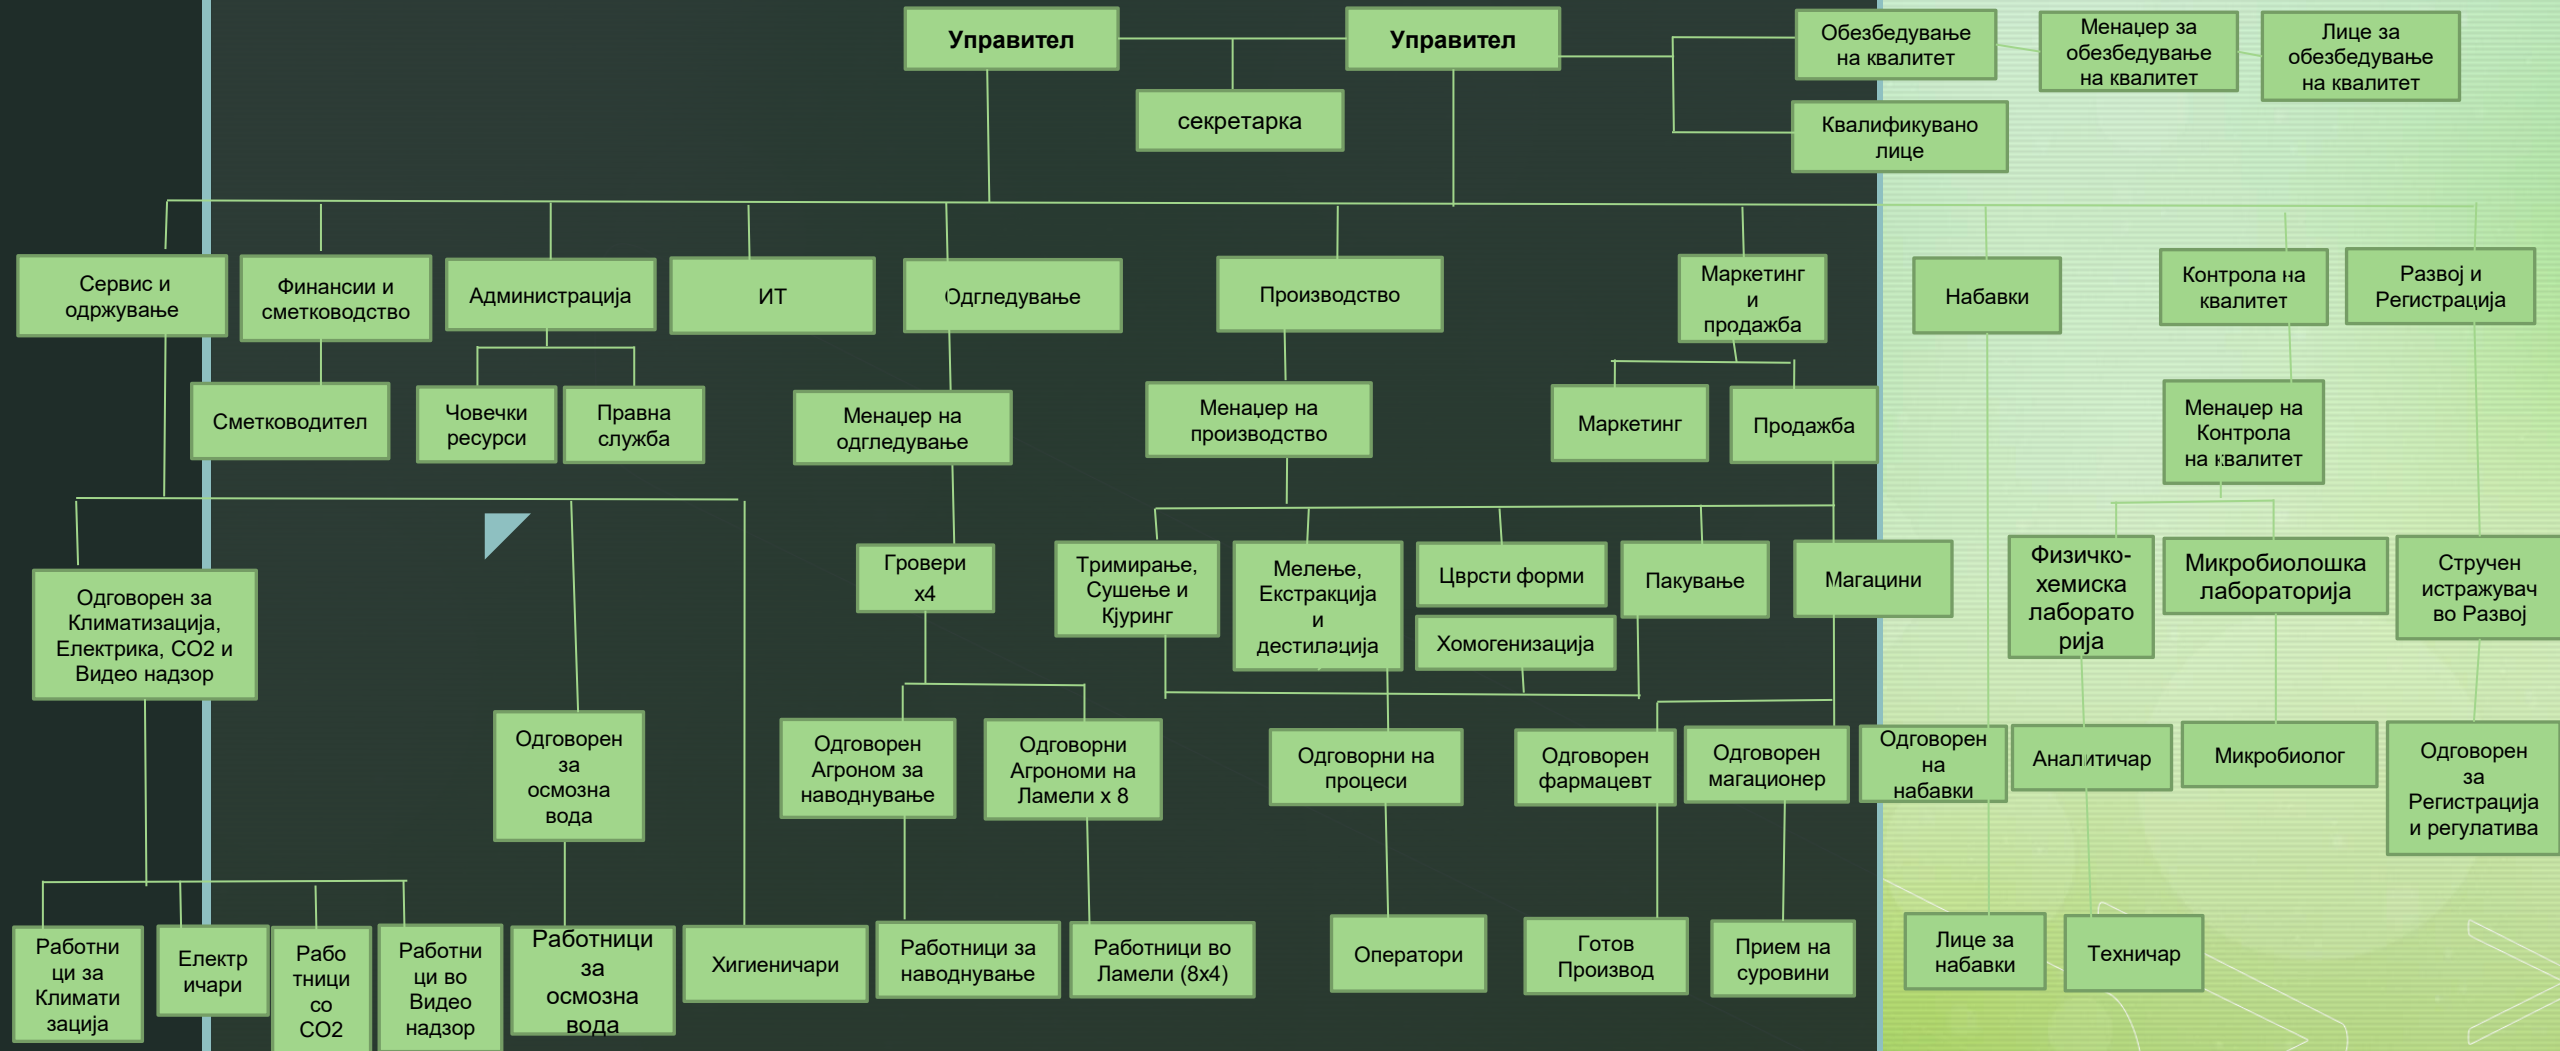 Управител
Управител
Обезбедување
на квалитет
Менаџер за
обезбедување
на квалитет
Лице за
обезбедување
на квалитет
секретарка
Квалификувано
лице
Сервис и
одржување
Финансии и
сметководство
Администрација
ИТ
Одгледување
Производство
Маркетинг
и
продажба
Набавки
Контрола на
квалитет
Развој и
Регистрација
Сметководител
Човечки
ресурси
Правна
служба
Менаџер на
одгледување
Менаџер на
производство
Маркетинг
Продажба
Менаџер на
Контрола
на квалитет
Одговорен за
Климатизација,
Електрика, СО2 и
Видео надзор
Гровери
х4
Тримирање,
Сушење и
Кјуринг
Мелење,
Екстракција
и
дестилација
Цврсти форми
Хомогенизација
Пакување
Магацини
Физичко-
хемиска
лаборато
рија
Микробиолошка
лабораторија
Стручен
истражувач
во Развој
Одговорен
за
осмозна
вода
Одговорен
Агроном за
наводнување
Одговорни
Агрономи на
Ламели х 8
Одговорни на
процеси
Одговорен
фармацевт
Одговорен
магационер
Одговорен
на
набавки
Аналитичар
Микробиолог
Одговорен
за
Регистрација
и регулатива
Работни
ци за
Климати
зација
Електр
ичари
Рабо
тници
со
СО2
Работни
ци во
Видео
надзор
Работници
за
осмозна
вода
Хигиеничари
Работници за
наводнување
Работници во
Ламели (8х4)
Оператори
Готов
Производ
Прием на
суровини
Лице за
набавки
Техничар